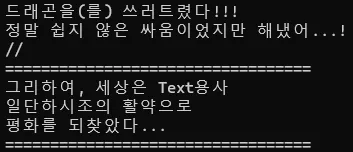 드래곤을(를) 쓰러트렸다!!!
정말 쉽지 않은 싸움이었지만 해냈어...!
//
==================================
그리하여, 세상은 Text용사
일단하시조의 활약으로
평화를 되찾았다...
==================================